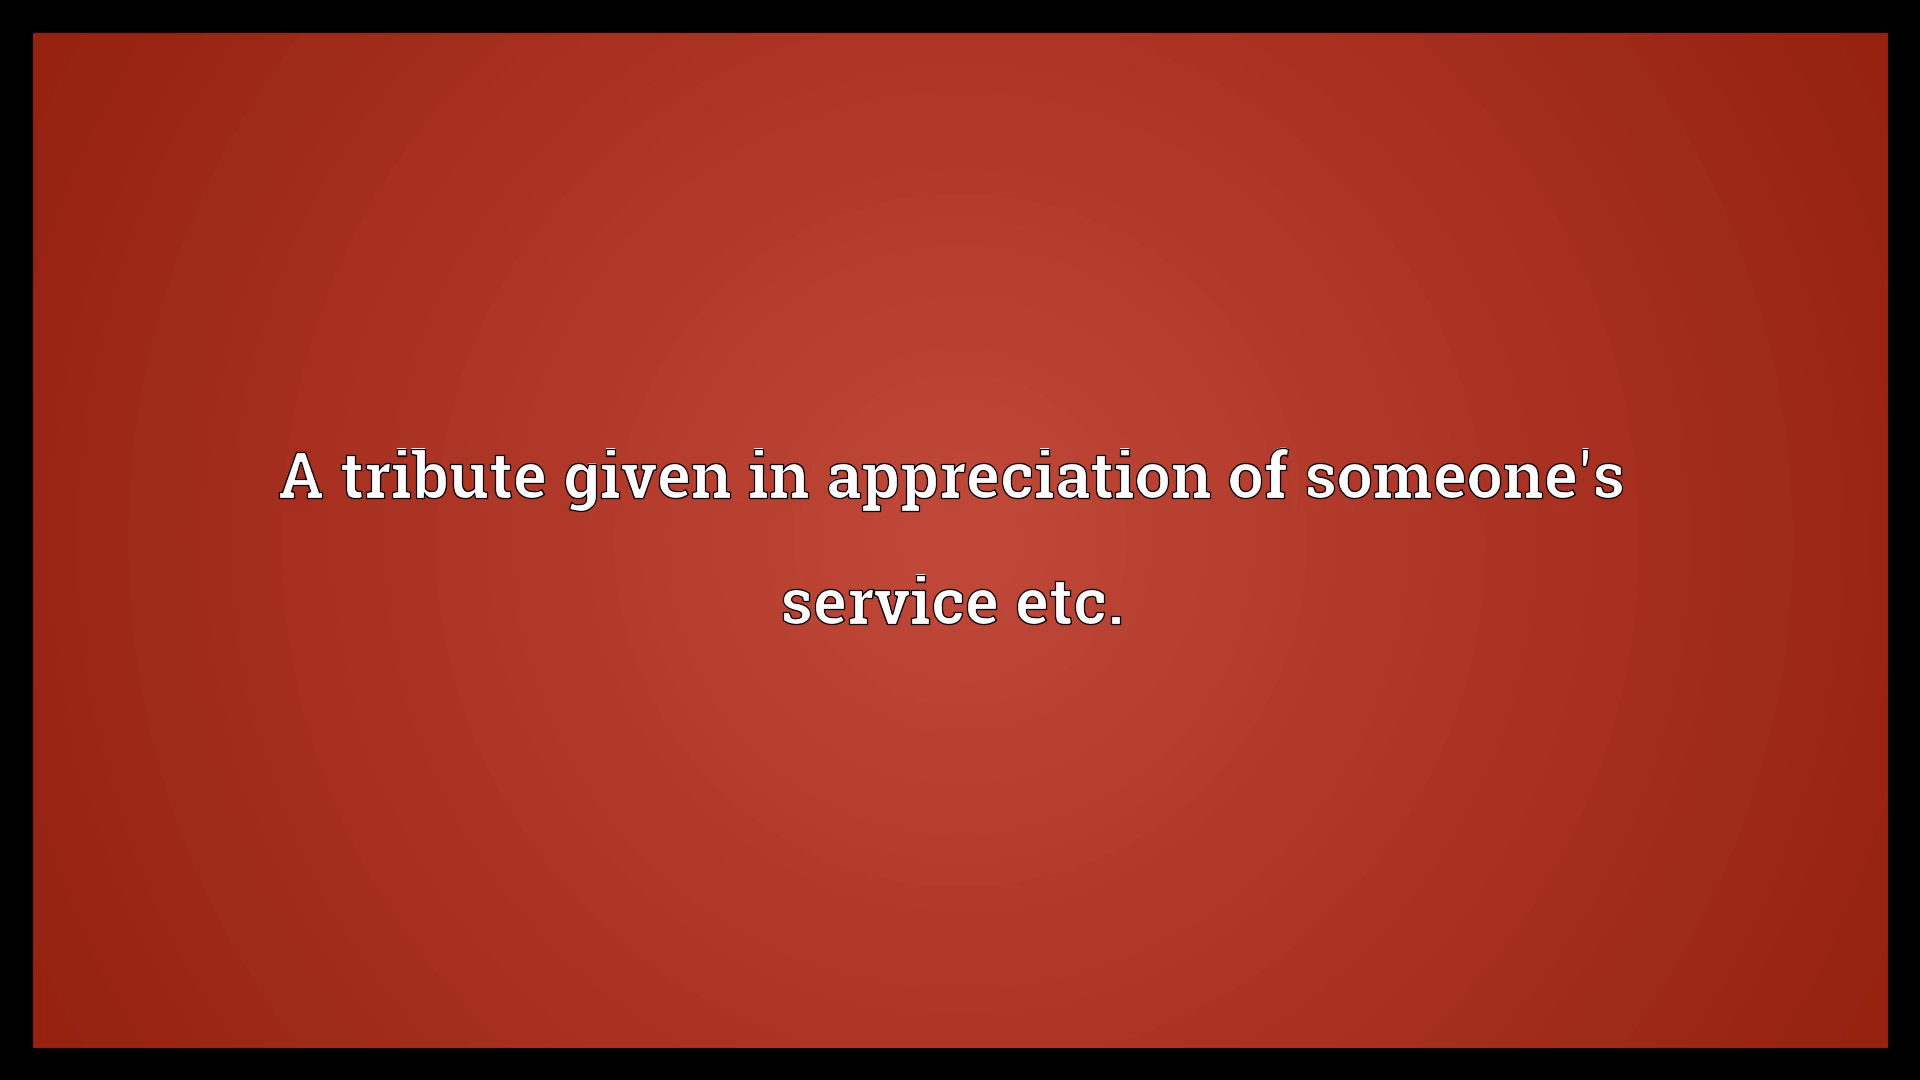 A tribute given in appreciation of someone's
service etc.